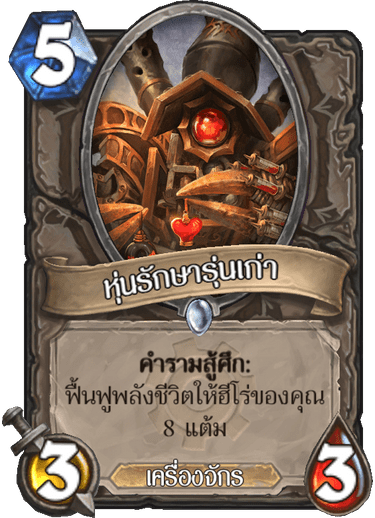 5
หุ่นรักษารุ่นเก่า
คำรามสู้ศึก:
ฟื้นฟูพลังชีวิตให้ฮีโร่ของคุณ
8 แต้ม
3
เครื่องจักร
3